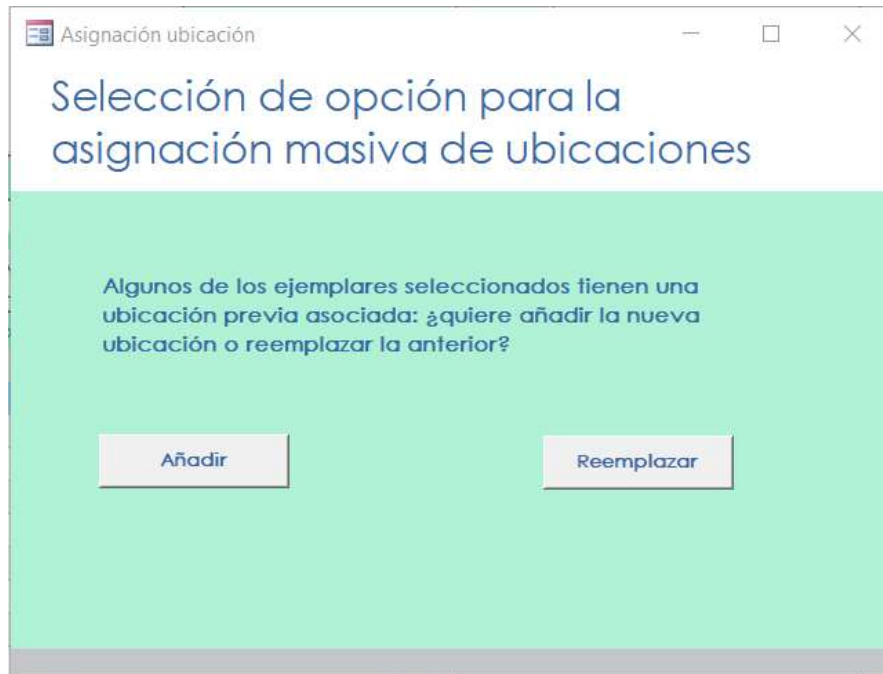 Asignación ubicación
Selección de opción para la
asignación masiva de ubicaciones
Algunos de los ejemplares seleccionados tienen una
ubicación previa asociada: ¿quiere añadir la nueva
ubicación o reemplazar la anterior?
Añadir
Reemplazar